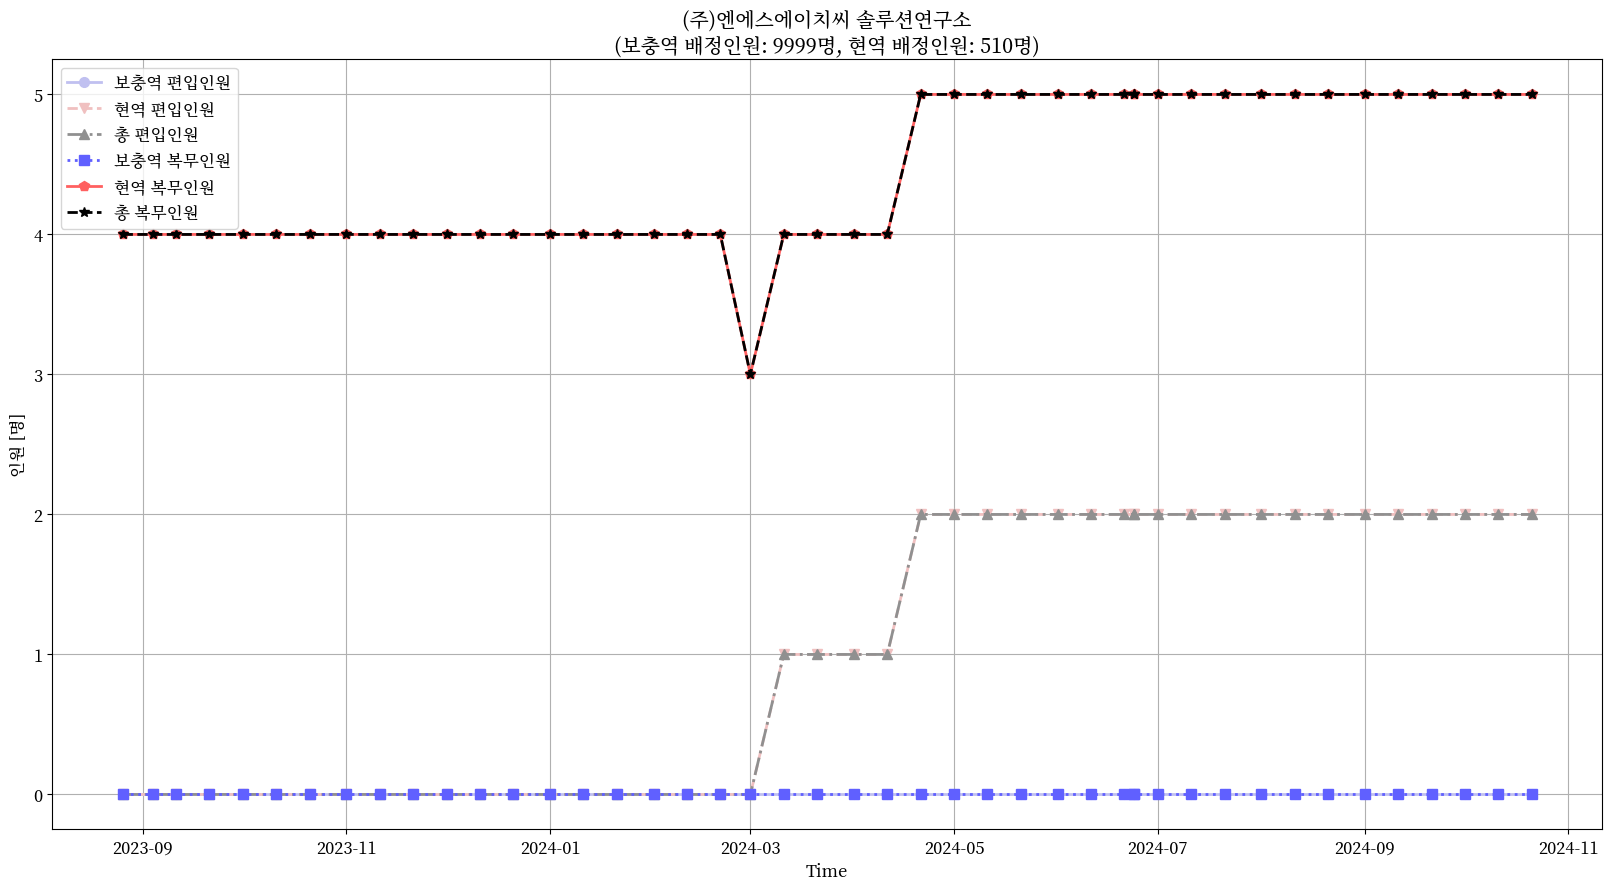 (주)엔에스에이치씨 솔루션연구소
(보충역 배정인원: 9999명, 현역 배정인원: 510명)
보충역 편입인원
현역 편입인원
총 편입인원
보충역 복무인원
현역 복무인원
총 복무인원
인원 [명]
5
4
3
2
1
0
2023-09 2023-11 2024-01 2024-03 2024-05 2024-07 2024-09 2024-11
Time